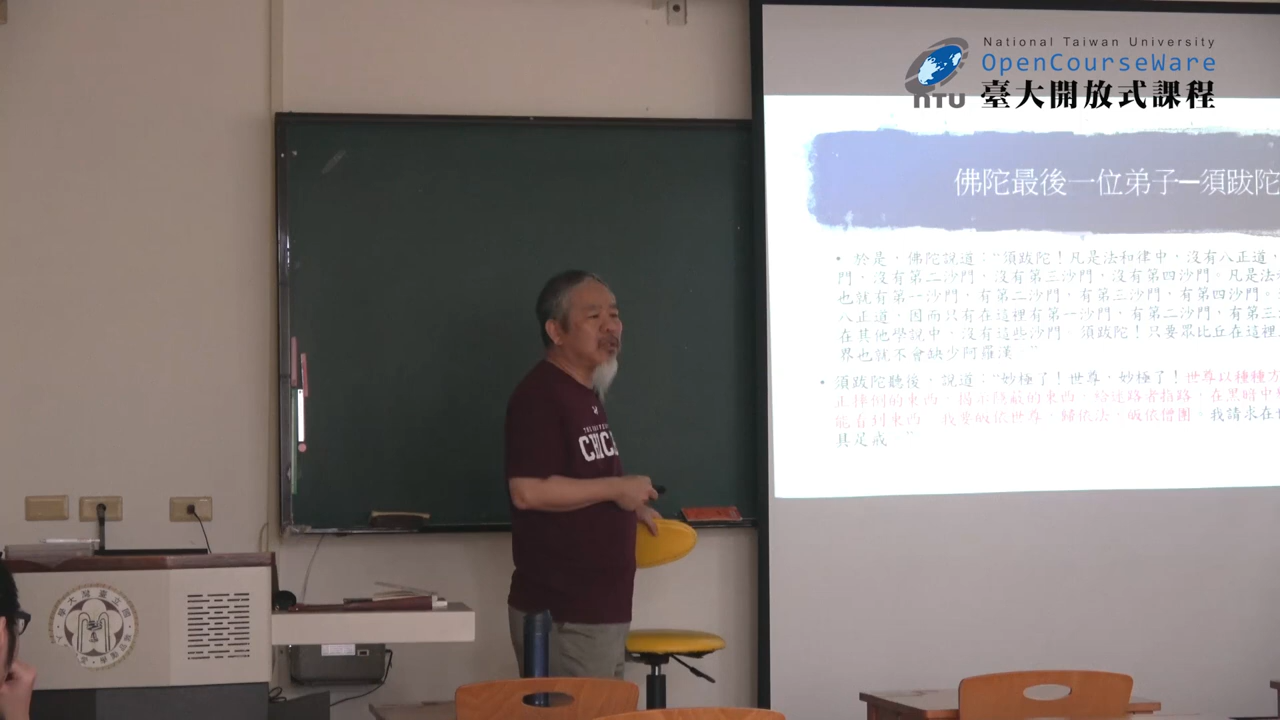 National Taiwan University
OpenCourseWare
NTU
臺大開放式課程
佛陀最後一位弟子─須跋陀
• 於是,佛陀說道:“須跋陀!凡是法和律中,沒有八正道,
門,沒有第二沙門,沒有第三沙門,沒有第四沙門。凡是法
也就有第一沙門,有第二沙門,有第三沙門,有第四沙門。
八正道,因而只有在這裡有第一沙門,有第二沙門,有第三
在其他學說中,沒有這些沙門。須跋陀!只要眾比丘在這裡
界也就不會缺少阿羅漢。”
• 須跋陀聽後,說道:“妙極了!世尊,妙極了!世尊以種種方
正摔倒的東西,揭示隱蔽的東西,給迷路者指路,在黑暗中
能看到東西。我要皈依世尊,歸依法,皈依僧團。我請求在
具足戒。”